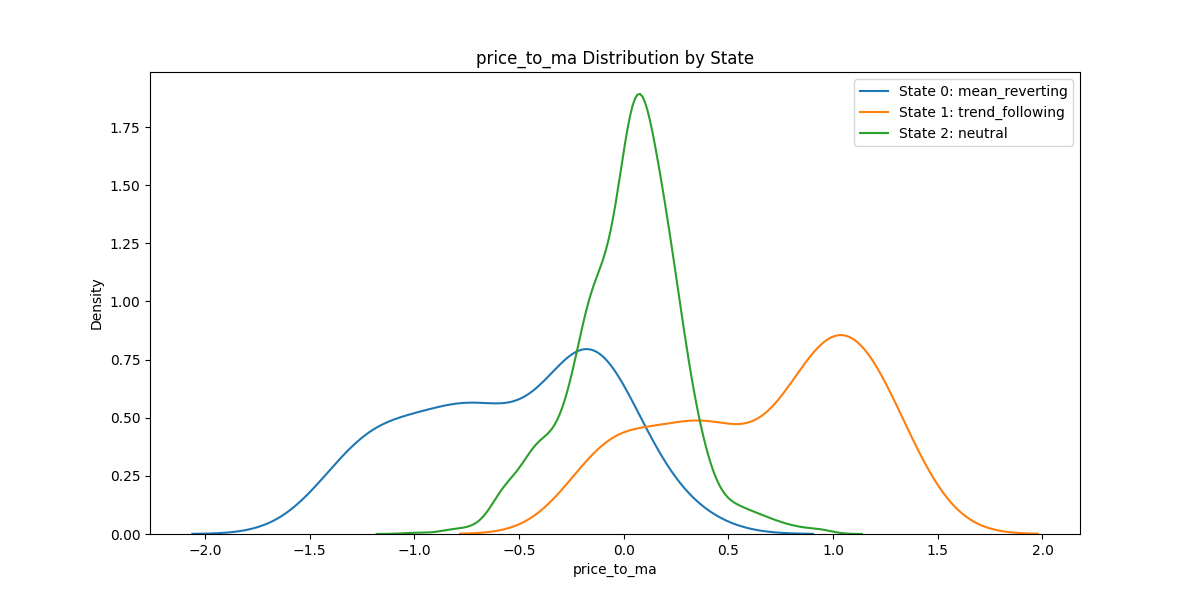 price_to_ma Distribution by State
State 0: mean_reverting
State 1: trend_following
State 2: neutral
Density
1.75
1.50
1.25
1.00
0.75
0.50
0.25
0.00
−2.0 −1.5 −1.0 −0.5 0.0 0.5 1.0 1.5 2.0
price_to_ma